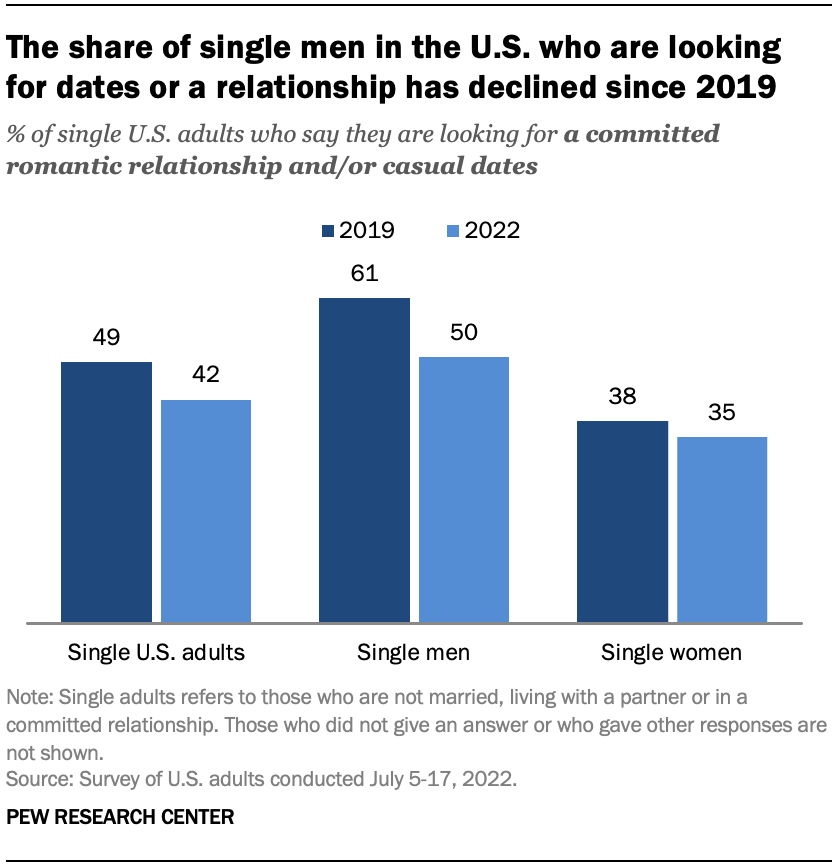 The share of single men in the U.S. who are looking
for dates or a relationship has declined since 2019
% of single U.S. adults who say they are looking for a committed
romantic relationship and/or casual dates
2019 2022
49 42 61 50 38 35
Single U.S. adults Single men Single women
Note: Single adults refers to those who are not married, living with a partner or in a
committed relationship. Those who did not give an answer or who gave other responses are
not shown.
Source: Survey of U.S. adults conducted July 5-17, 2022.
PEW RESEARCH CENTER